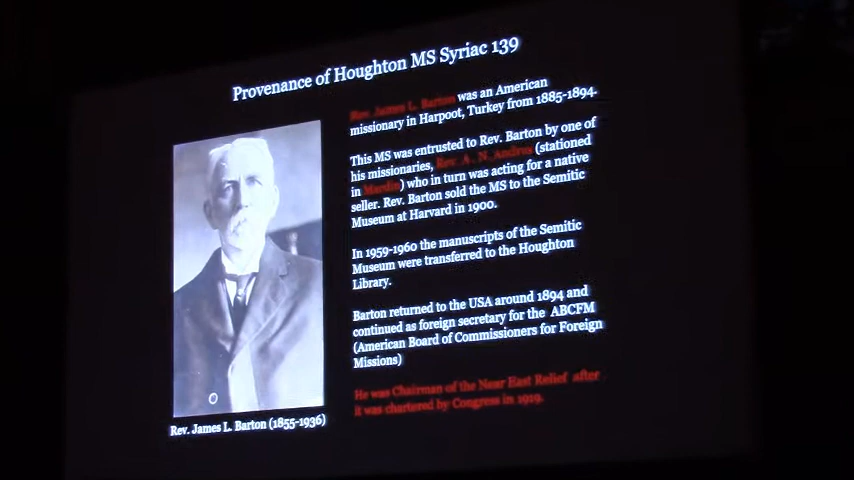 Provenance of Houghton MS Syriac 139
Rev. James L. Barton was an American
missionary in Harpoot, Turkey from 1885-1894.
This MS was entrusted to Rev. Barton by one of
his missionaries, Rev. A. N. Andrus (stationed
in Mardin) who in turn was acting for a native
seller. Rev. Barton sold the MS to the Semitic
Museum at Harvard in 1900.
In 1959-1960 the manuscripts of the Semitic
Museum were transferred to the Houghton
Library.
Barton returned to the USA around 1894 and
continued as foreign secretary for the ABCFM
(American Board of Commissioners for Foreign
Missions)
He was Chairman of the Near East Relief after
it was chartered by Congress in 1919.
Rev. James L. Barton (1855-1936)